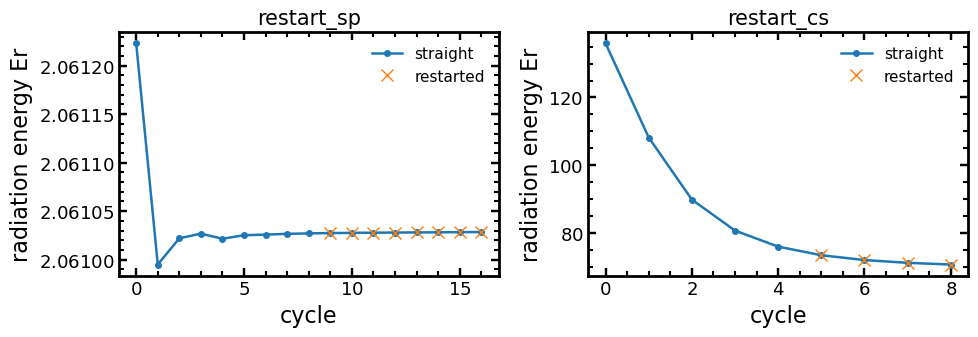 restart_sp
radiation energy Er
2.06120
2.06115
2.06110
2.06105
2.06100
straight
restarted
0
5
10
15
cycle
restart_cs
radiation energy Er
120
100
80
straight
restarted
0
2
4
6
8
cycle